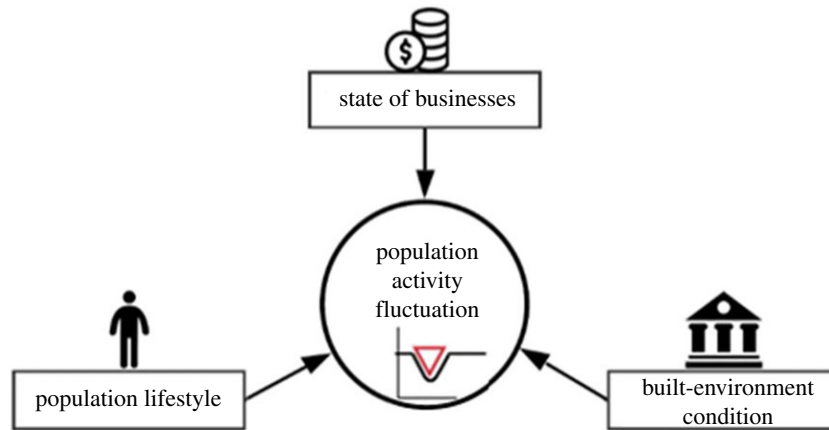 $
state of businesses
population
activity
fluctuation
population lifestyle
built-environment
condition